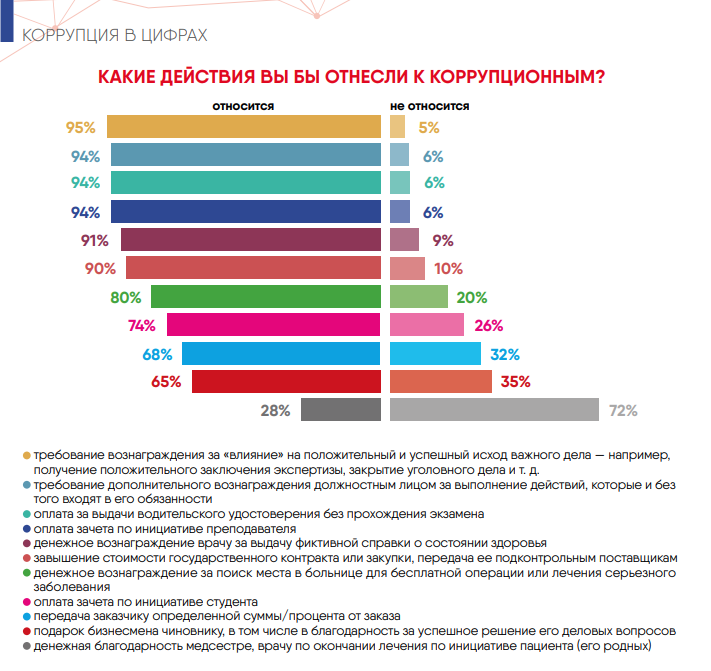 КОРРУПЦИЯ В ЦИФРАХ
КАКИЕ ДЕЙСТВИЯ ВЫ БЫ ОТНЕСЛИ К КОРРУПЦИОННЫМ?
относится не относится
95% 5%
94% 6%
94% 6%
94% 6%
91% 9%
90% 10%
80% 20%
74% 26%
68% 32%
65% 35%
28% 72%
требование вознаграждения за «влияние» на положительный и успешный исход важного дела — например,
получение положительного заключения экспертизы, закрытие уголовного дела и т. д.
требование дополнительного вознаграждения должностным лицом за выполнение действий, которые и без
того входят в его обязанности
оплата за выдачи водительского удостоверения без прохождения экзамена
оплата зачета по инициативе преподавателя
денежное вознаграждение врачу за выдачу фиктивной справки о состоянии здоровья
завышение стоимости государственного контракта или закупки, передача ее подконтрольным поставщикам
денежное вознаграждение за поиск места в больнице для бесплатной операции или лечения серьезного
заболевания
оплата зачета по инициативе студента
передача заказчику определенной суммы/процента от заказа
подарок бизнесмена чиновнику, в том числе в благодарность за успешное решение его деловых вопросов
денежная благодарность медсестре, врачу по окончании лечения по инициативе пациента (его родных)